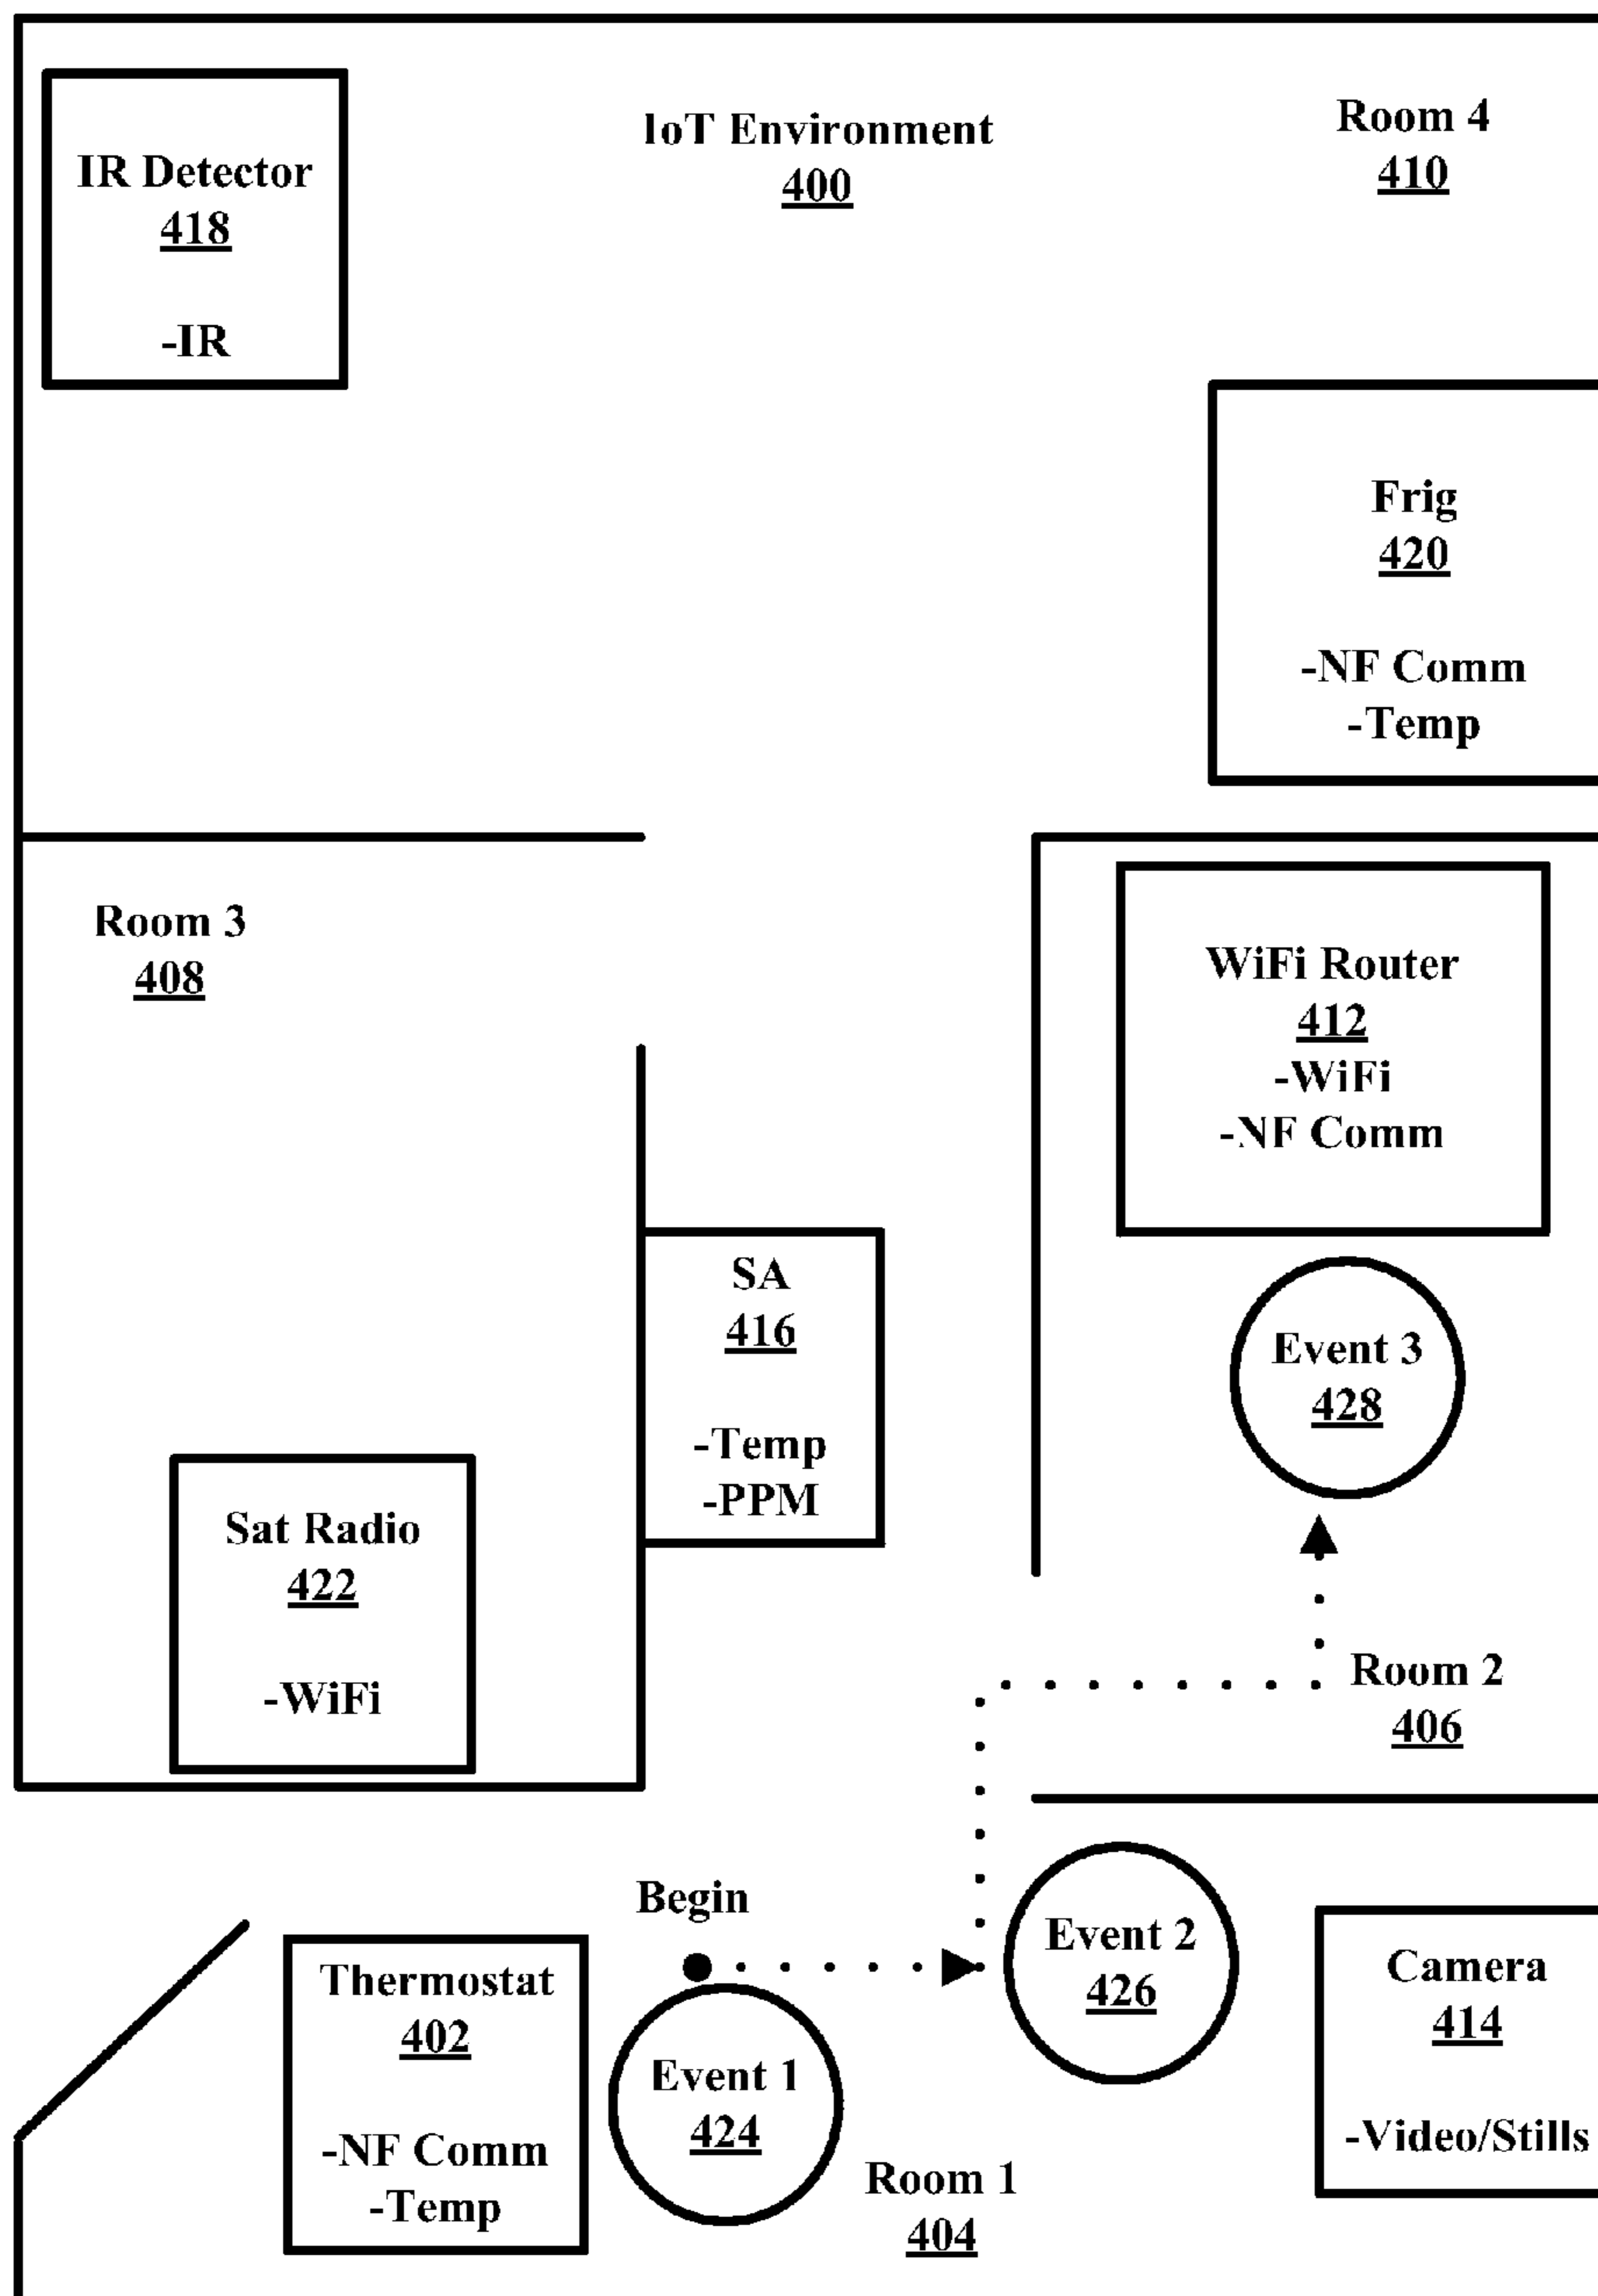 IoT Environment
400
Room 4
410
IR Detector
418
-IR
Frig
420
-NF Comm
-Temp
Room 3
408
WiFi Router
412
-WiFi
-NF Comm
SA
416
-Temp
-PPM
Event 3
428
Sat Radio
422
-WiFi
Room 2
406
Begin
Thermostat
402
-NF Comm
-Temp
Event 1
424
Event 2
426
Camera
414
-Video/Stills
Room 1
404